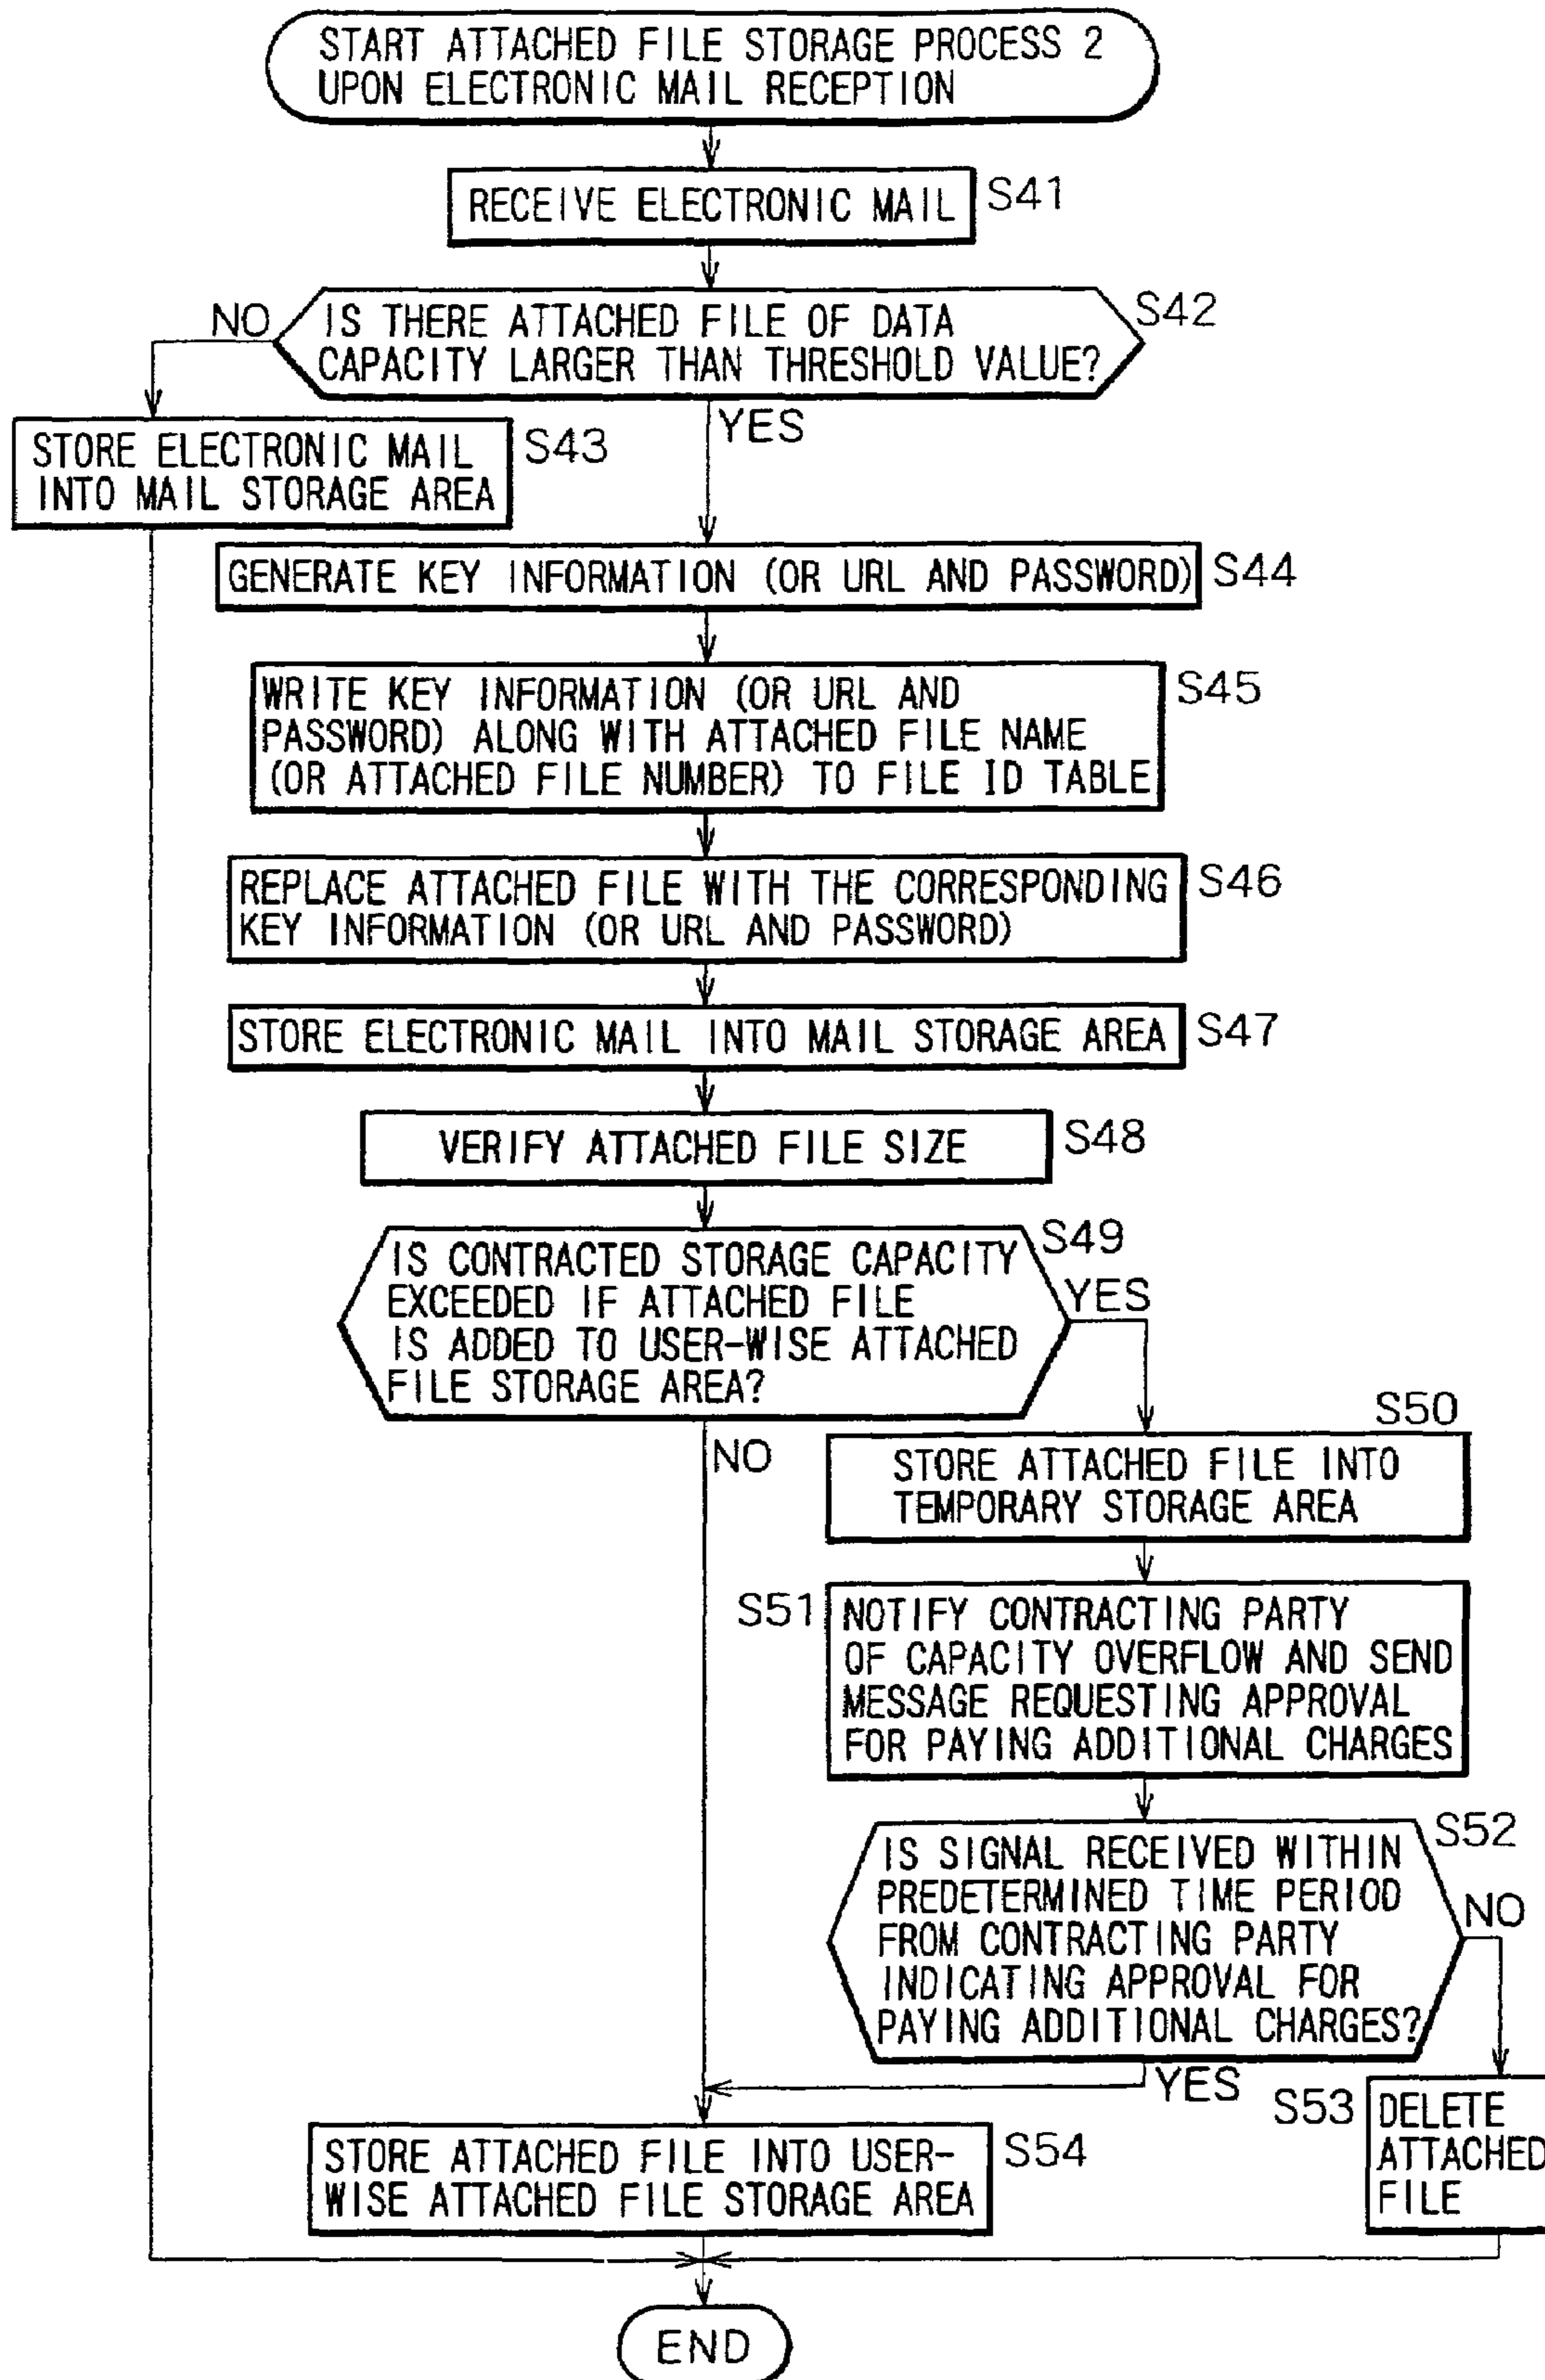 START ATTACHED FILE STORAGE PROCESS 2
UPON ELECTRONIC MAIL RECEPTION
RECEIVE ELECTRONIC MAIL
S41
IS THERE ATTACHED FILE OF DATA
CAPACITY LARGER THAN THRESHOLD VALUE?
S42
NO
YES
STORE ELECTRONIC MAIL
INTO MAIL STORAGE AREA
S43
GENERATE KEY INFORMATION (OR URL AND PASSWORD)
S44
WRITE KEY INFORMATION (OR URL AND
PASSWORD) ALONG WITH ATTACHED FILE NAME
(OR ATTACHED FILE NUMBER) TO FILE ID TABLE
S45
REPLACE ATTACHED FILE WITH THE CORRESPONDING
KEY INFORMATION (OR URL AND PASSWORD)
S46
STORE ELECTRONIC MAIL INTO MAIL STORAGE AREA
S47
VERIFY ATTACHED FILE SIZE
S48
IS CONTRACTED STORAGE CAPACITY
EXCEEDED IF ATTACHED FILE
IS ADDED TO USER-WISE ATTACHED
FILE STORAGE AREA?
S49
YES
NO
S50
STORE ATTACHED FILE INTO
TEMPORARY STORAGE AREA
S51
NOTIFY CONTRACTING PARTY
OF CAPACITY OVERFLOW AND SEND
MESSAGE REQUESTING APPROVAL
FOR PAYING ADDITIONAL CHARGES
S52
IS SIGNAL RECEIVED WITHIN
PREDETERMINED TIME PERIOD
FROM CONTRACTING PARTY
INDICATING APPROVAL FOR
PAYING ADDITIONAL CHARGES?
NO
YES
S53
DELETE
ATTACHED
FILE
STORE ATTACHED FILE INTO USER-
WISE ATTACHED FILE STORAGE AREA
S54
END